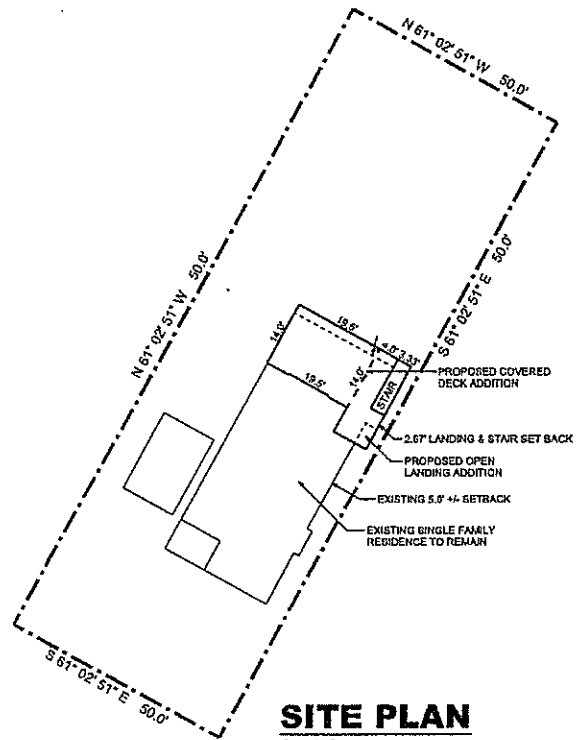 N 61° 02' 51" W 50.0'
N 61° 02' 51" W 50.0'
S 61° 02' 51" E 50.0'
19.5'
4.0'
3.33'
14.0'
14.0'
19.5'
STAIR
PROPOSED COVERED
DECK ADDITION
2.67' LANDING & STAIR SET BACK
PROPOSED OPEN
LANDING ADDITION
EXISTING 5.0' +/- SETBACK
EXISTING SINGLE FAMILY
RESIDENCE TO REMAIN
S 61° 02' 51" E 50.0'
SITE PLAN